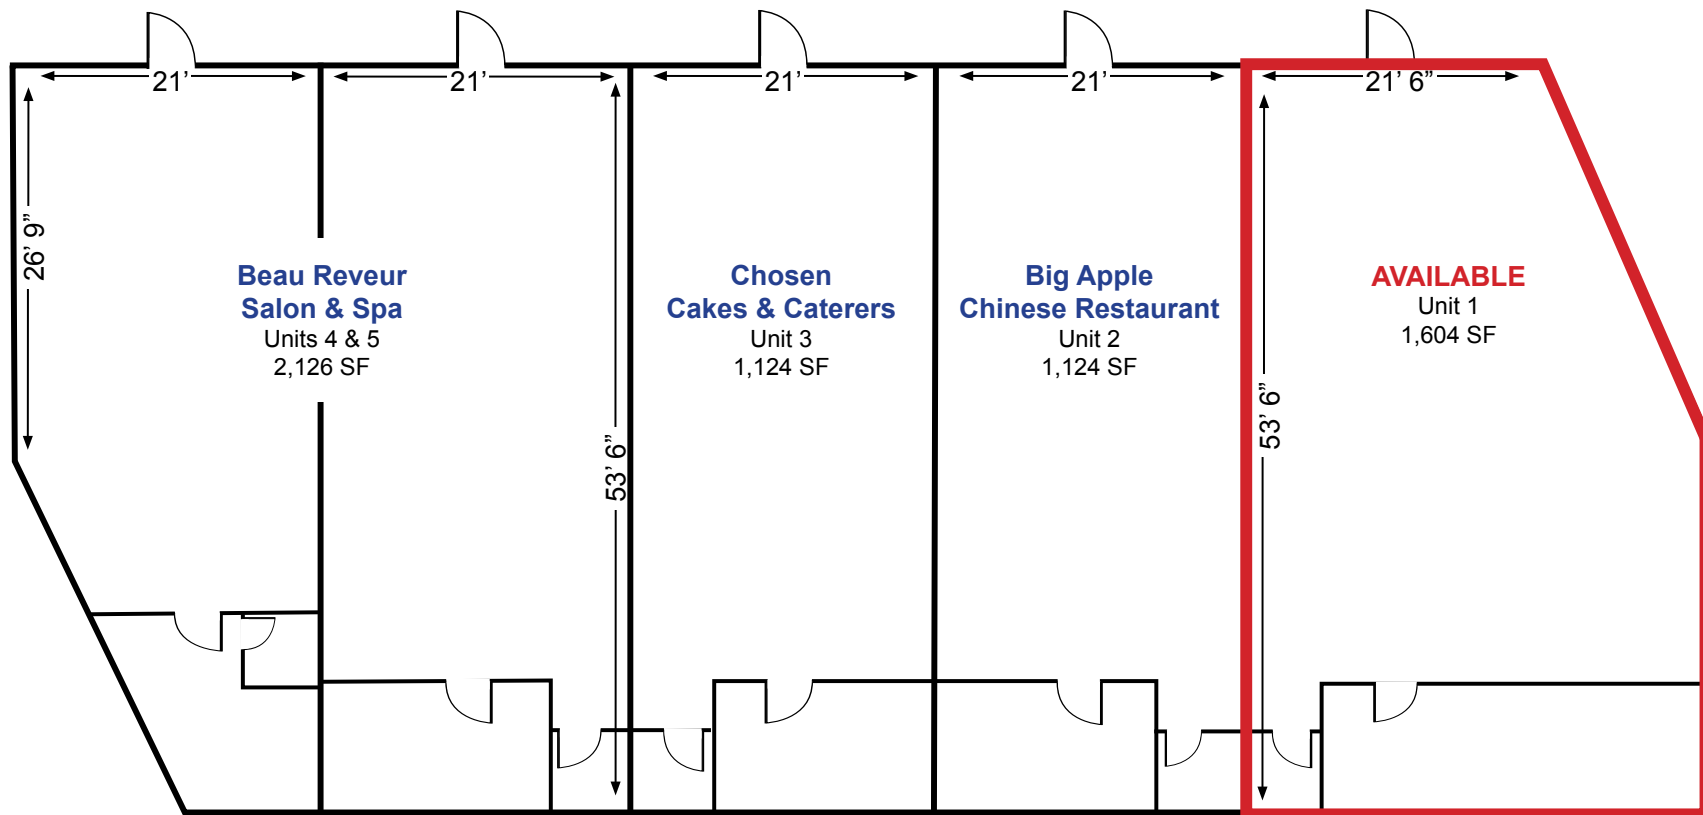 21’
21’
21’
21’
21’ 6”
26’ 9”
Beau Reveur
Salon & Spa
Units 4 & 5
2,126 SF
53’ 6”
Chosen
Cakes & Caterers
Unit 3
1,124 SF
Big Apple
Chinese Restaurant
Unit 2
1,124 SF
53’ 6”
AVAILABLE
Unit 1
1,604 SF